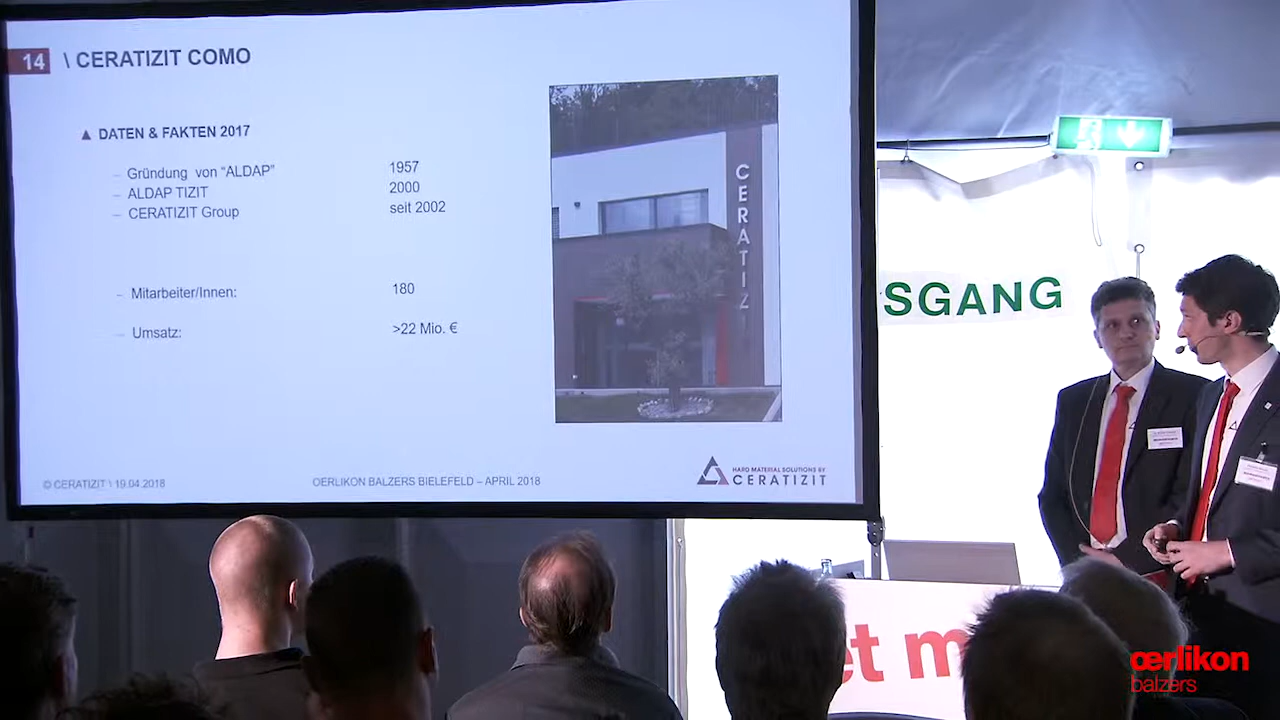 14 \ CERATIZIT COMO
▲ DATEN & FAKTEN 2017
– Gründung von "ALDAP" 1957
– ALDAP TIZIT 2000
– CERATIZIT Group seit 2002
– Mitarbeiter/Innen: 180
– Umsatz: >22 Mio. €
CERATIZ
© CERATIZIT \ 19.04.2018
OERLIKON BALZERS BIELEFELD – APRIL 2018
HARD MATERIAL SOLUTIONS BY
CERATIZIT
SGANG
et m
œrlikon
balzers